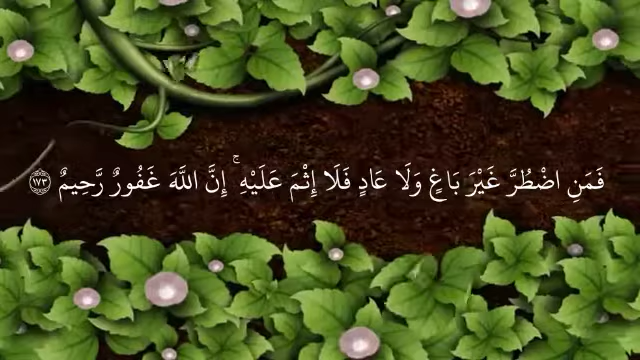 فَمَنِ اضْطُرَّ غَيْرَ بَاغٍ وَلَا عَادٍ فَلَا إِثْمَ عَلَيْهِ ۚ إِنَّ اللَّهَ غَفُورٌ رَّحِيمٌ ﴿١٧٣﴾